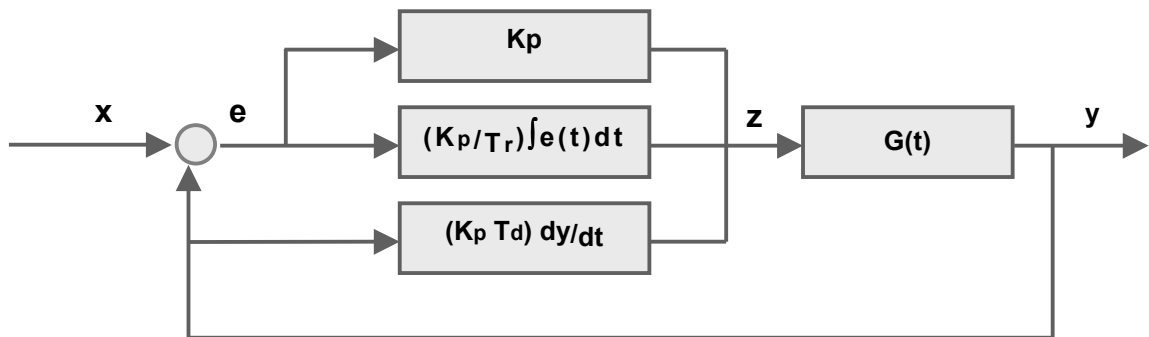 Kp
x
e
(Kp/Tr)∫e(t)dt
z
G(t)
y
(Kp Td) dy/dt